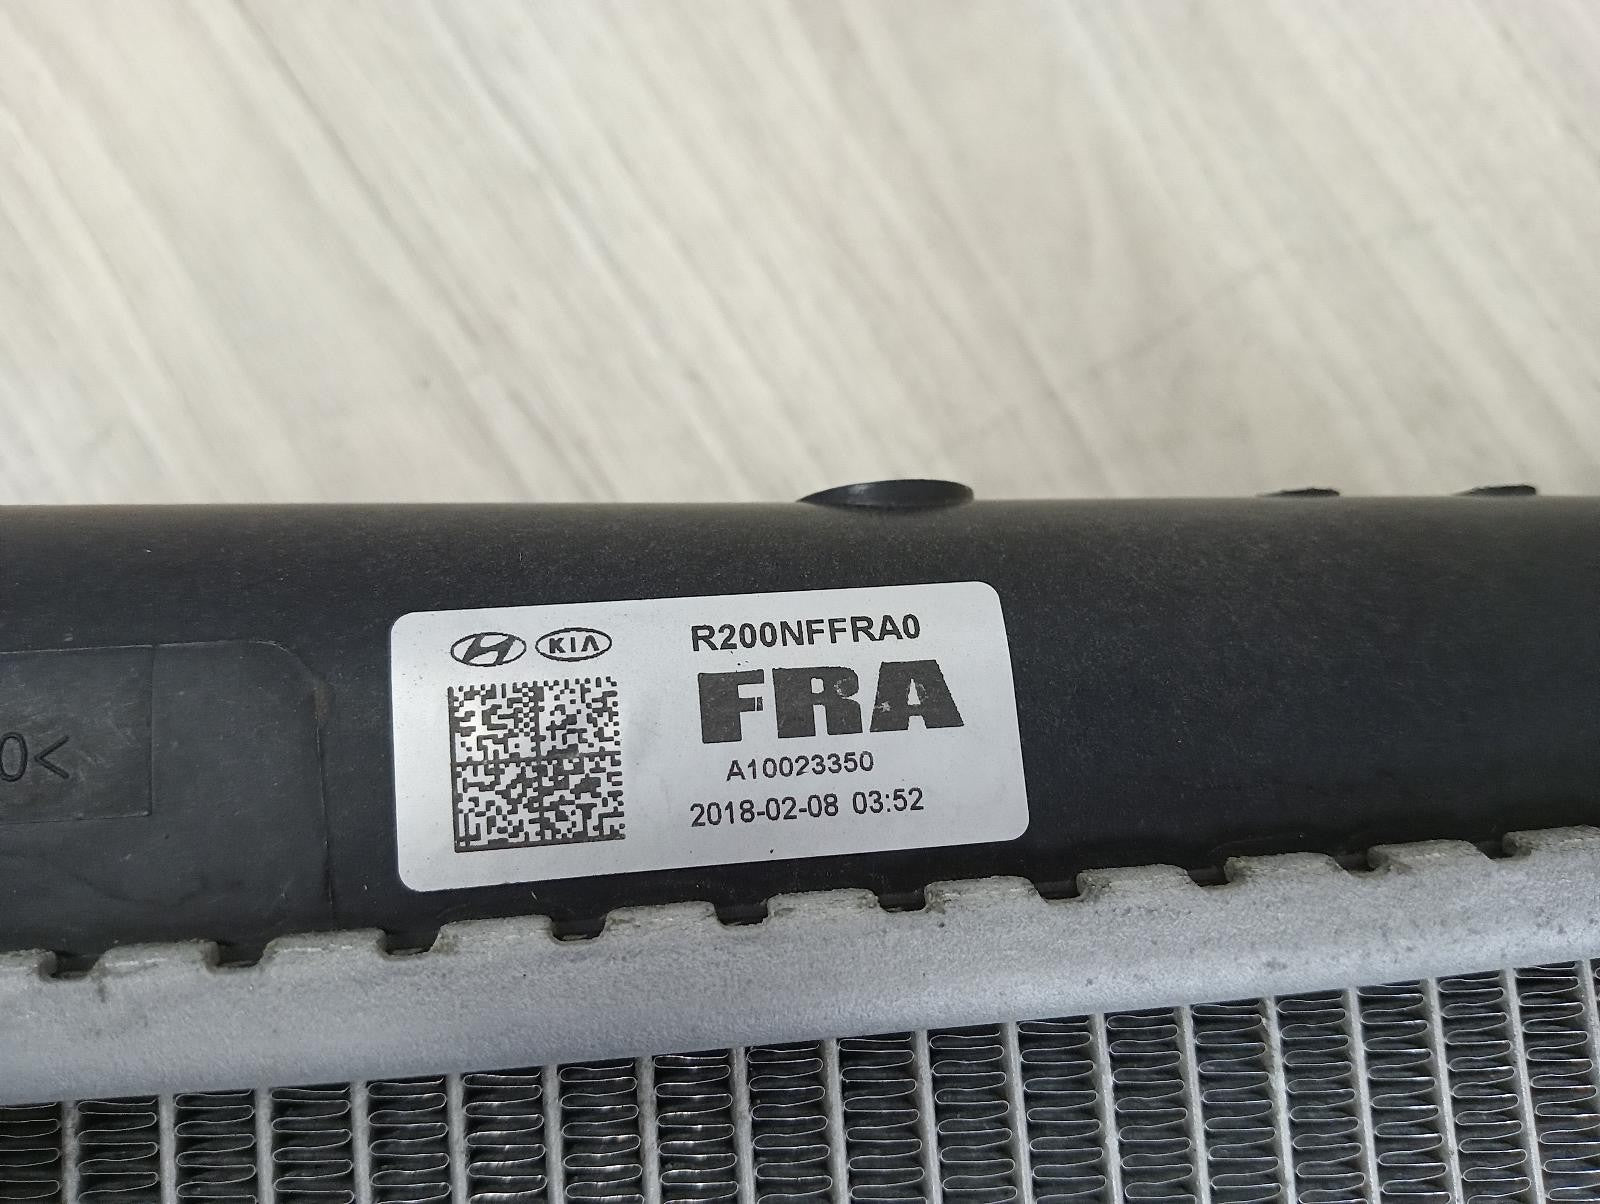 KIA
R200NFFRA0
FRA
A10023350
2018-02-08 03:52
0<